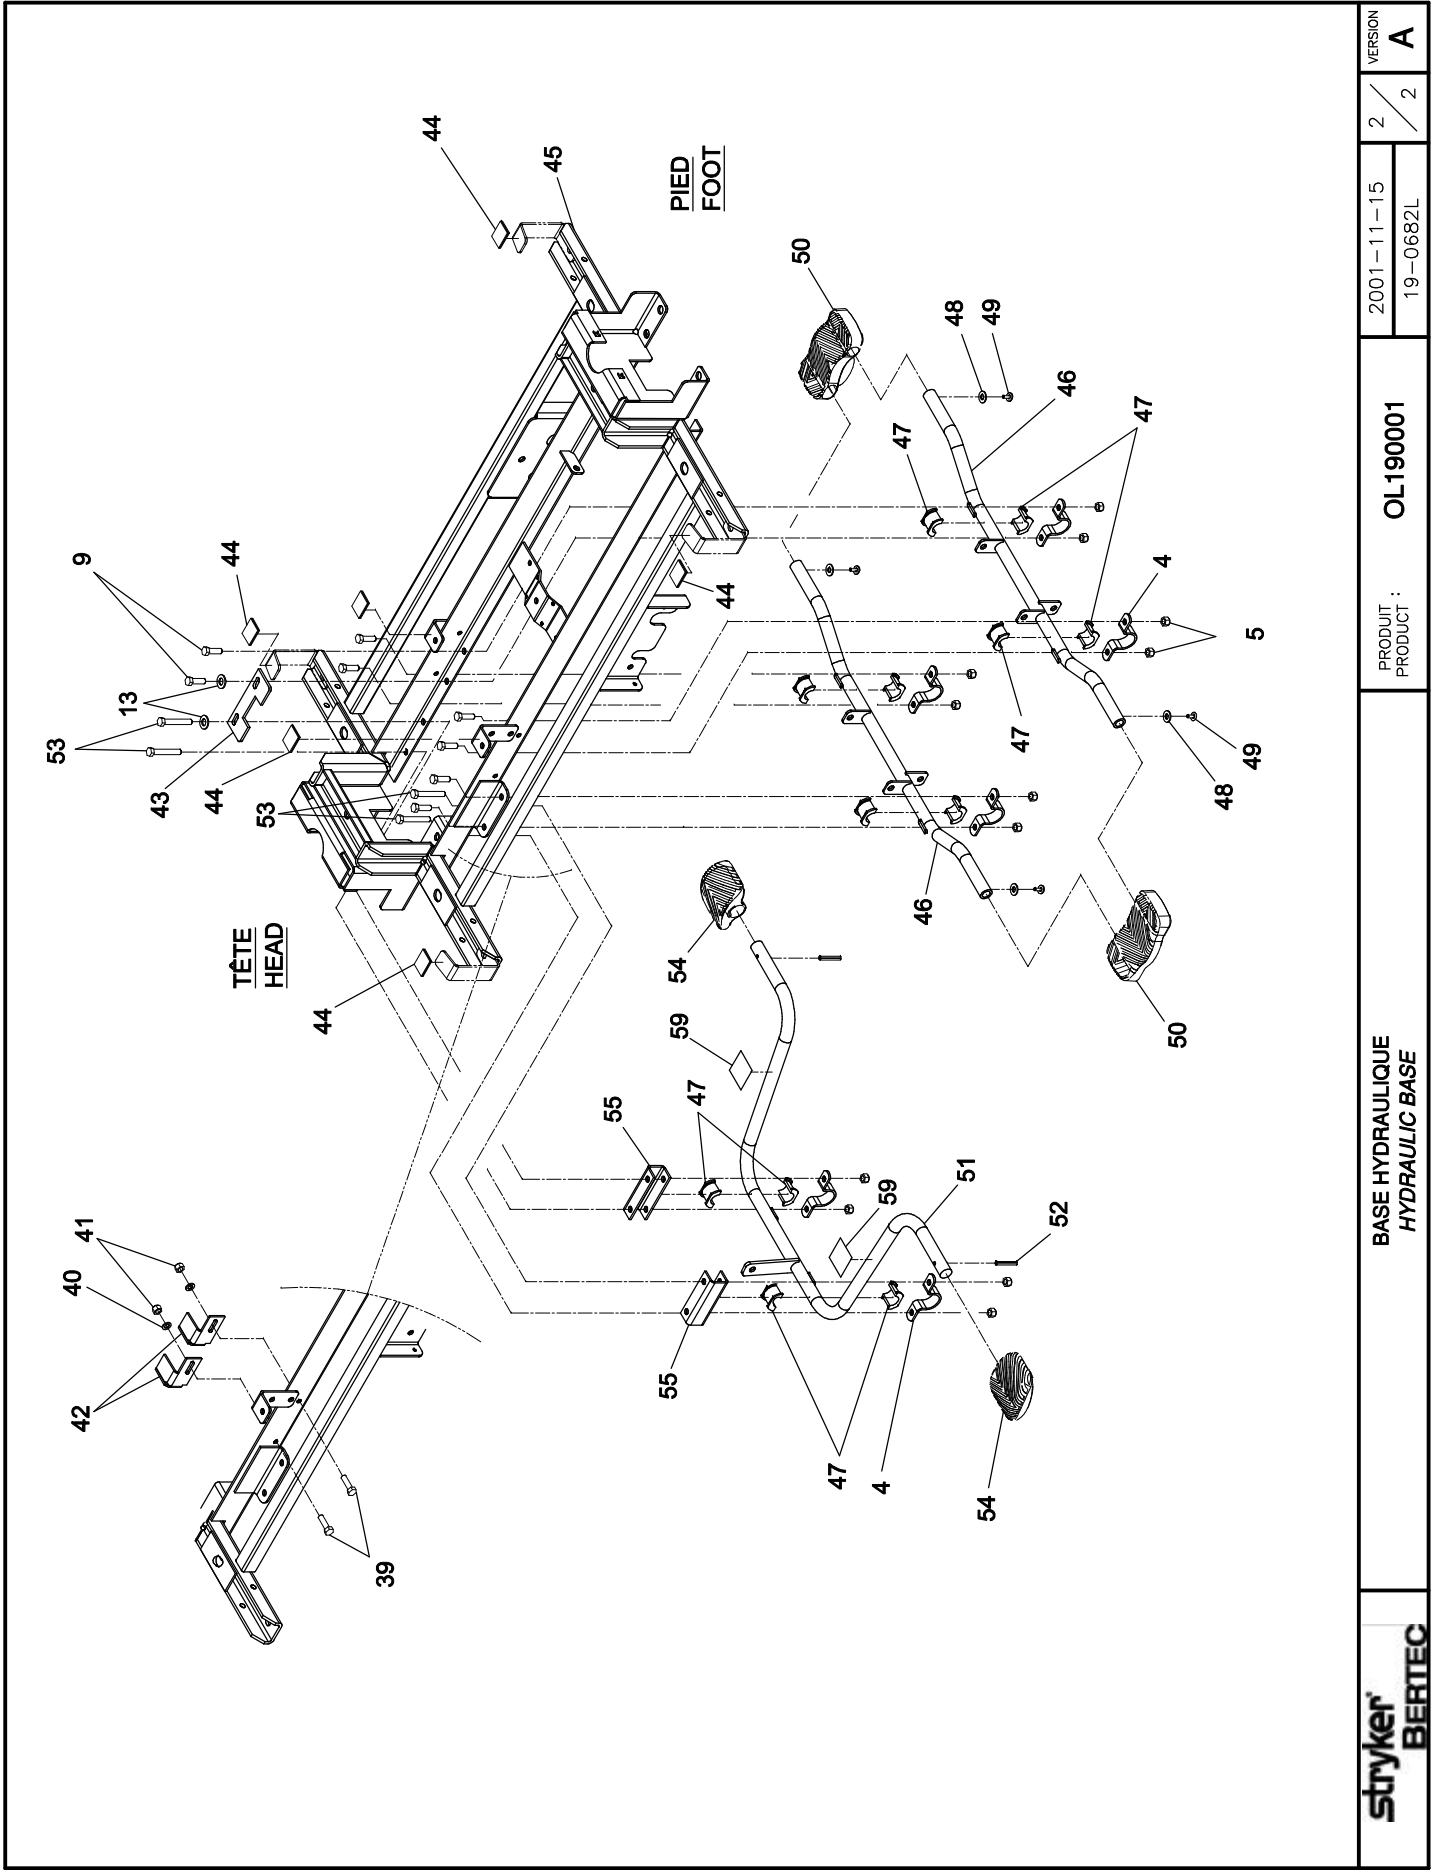 53
40
42
41
9
13
43
44
44
TÊTE
HEAD
53
44
39
44
45
55
55
59
54
PIED
FOOT
47
44
50
47
4
59
47
46
48
51
54
49
47
52
46
47
4
50
48
49
5
stryker
BERTEC
BASE HYDRAULIQUE
HYDRAULIC BASE
PRODUIT :
PRODUCT :
OL190001
2001-11-15
19-0682L
2 / 2
VERSION
A